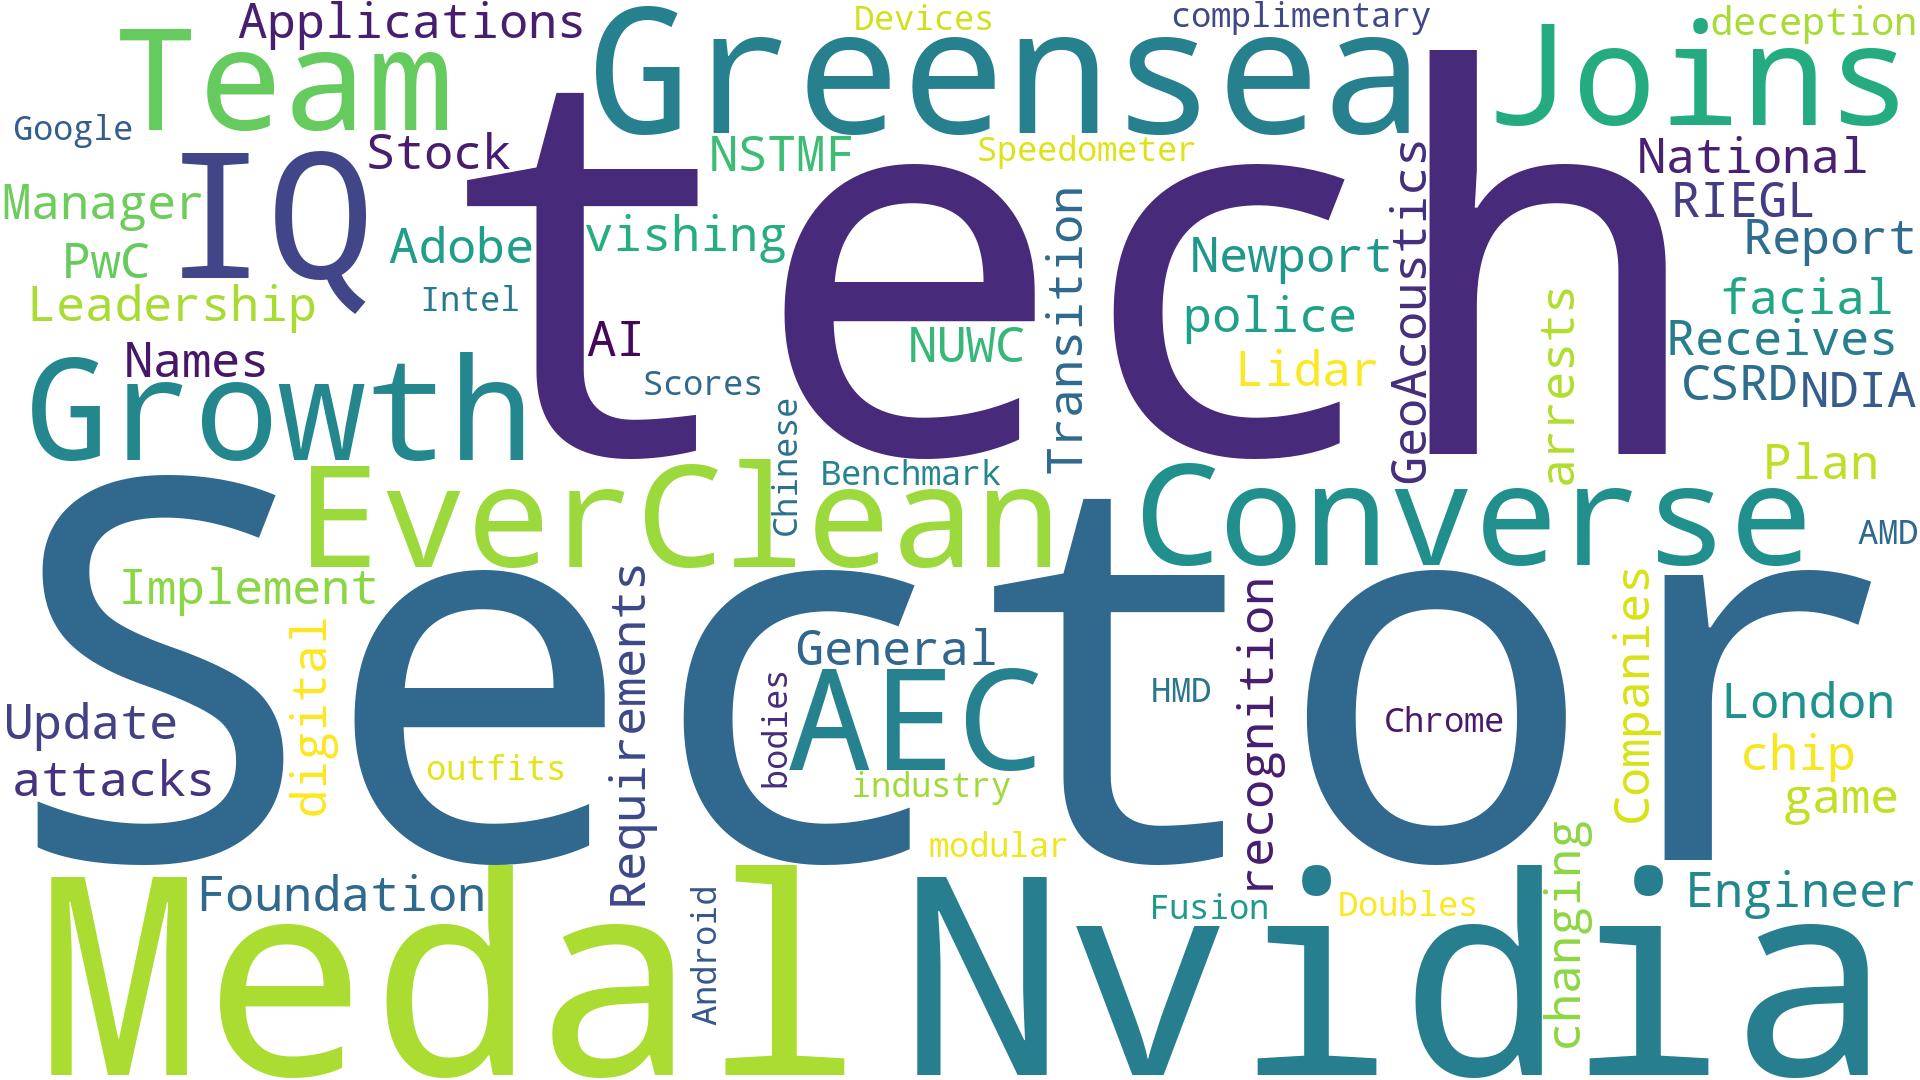 Applications
Team
Greensea
Devices
complimentary
Joins
deception
Google
IQ
Stock
tech
NSTMF
Speedometer
National
Manager
RIEGL
PwC
Adobe
vishing
Transition
Newport
GeoAcoustics
Report
Leadership
Intel
AI
NUWC
police
arrests
facial
Names
Scores
Lidar
Receives
Growth
Chinese
CSRD
NDIA
EverClean
Benchmark
Converse
Plan
AMD
Sector
Implement
digital
Requirements
General
recognition
Companies
bodies
AEC
HMD
Chrome
London
Update
attacks
outfits
industry
chip
game
modular
changing
Medal
Foundation
Android
Nvidia
Fusion
Doubles
Engineer